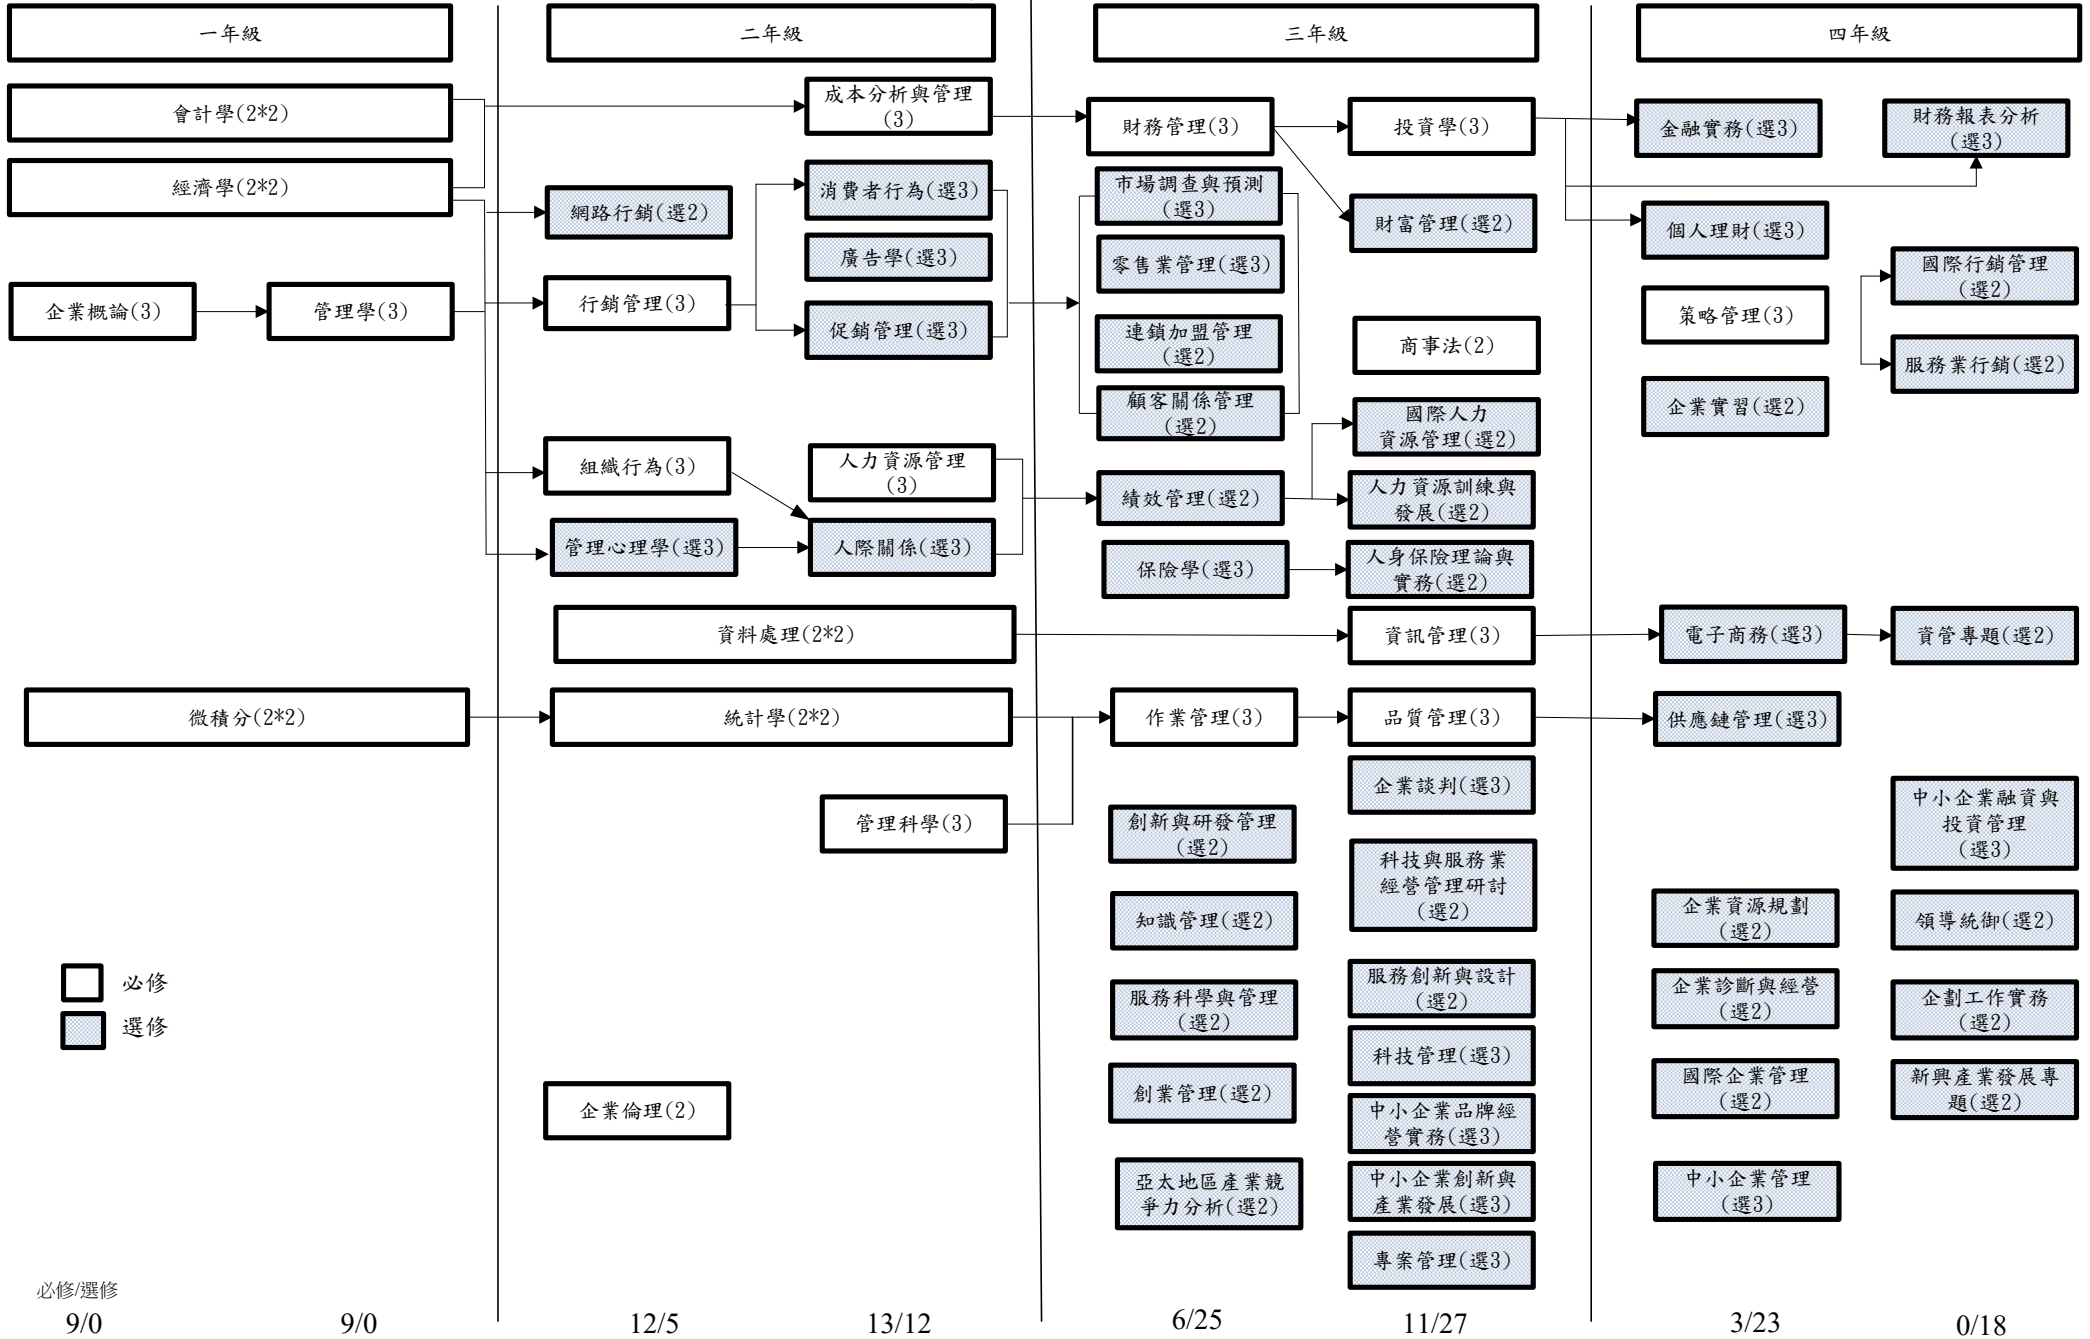 一年級
二年級
三年級
四年級
會計學(2*2)
經濟學(2*2)
企業概論(3)
管理學(3)
微積分(2*2)
必修
選修
網路行銷(選2)
行銷管理(3)
組織行為(3)
管理心理學(選3)
資料處理(2*2)
統計學(2*2)
企業倫理(2)
成本分析與管理
(3)
消費者行為(選3)
廣告學(選3)
促銷管理(選3)
人力資源管理
(3)
人際關係(選3)
管理科學(3)
財務管理(3)
市場調查與預測
(選3)
零售業管理(選3)
連鎖加盟管理
(選2)
顧客關係管理
(選2)
績效管理(選2)
保險學(選3)
作業管理(3)
創新與研發管理
(選2)
知識管理(選2)
服務科學與管理
(選2)
創業管理(選2)
亞太地區產業競
爭力分析(選2)
投資學(3)
財富管理(選2)
商事法(2)
國際人力
資源管理(選2)
人力資源訓練與
發展(選2)
人身保險理論與
實務(選2)
資訊管理(3)
品質管理(3)
企業談判(選3)
科技與服務業
經營管理研討
(選2)
服務創新與設計
(選2)
科技管理(選3)
中小企業品牌經
營實務(選3)
中小企業創新與
產業發展(選3)
專案管理(選3)
金融實務(選3)
個人理財(選3)
策略管理(3)
企業實習(選2)
電子商務(選3)
供應鏈管理(選3)
企業資源規劃
(選2)
企業診斷與經營
(選2)
國際企業管理
(選2)
中小企業管理
(選3)
財務報表分析
(選3)
國際行銷管理
(選2)
服務業行銷(選2)
資管專題(選2)
中小企業融資與
投資管理
(選3)
領導統御(選2)
企劃工作實務
(選2)
新興產業發展專
題(選2)
必修/選修
9/0
9/0
12/5
13/12
6/25
11/27
3/23
0/18